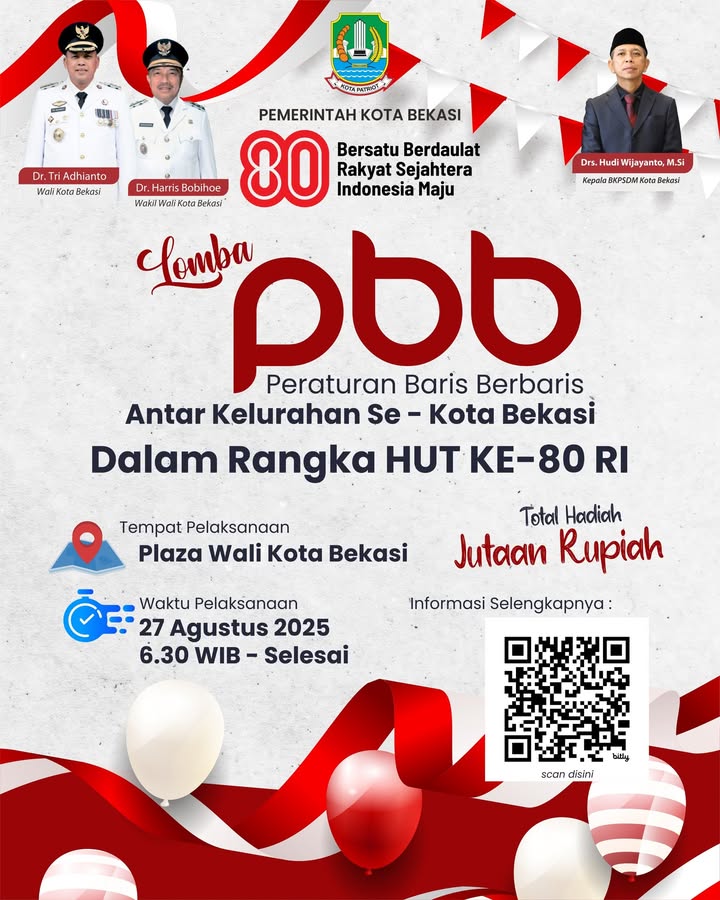 KOTA PATRIOT
PEMERINTAH KOTA BEKASI
80
Bersatu Berdaulat
Rakyat Sejahtera
Indonesia Maju
Dr. Tri Adhianto
Wali Kota Bekasi
Dr. Harris Bobihoe
Wakil Wali Kota Bekasi
Drs. Hudi Wijayanto, M.Si
Kepala BKPSDM Kota Bekasi
Lomba
pbb
Peraturan Baris Berbaris
Antar Kelurahan Se - Kota Bekasi
Dalam Rangka HUT KE-80 RI
Tempat Pelaksanaan
Plaza Wali Kota Bekasi
Total Hadiah
Jutaan Rupiah
Waktu Pelaksanaan
27 Agustus 2025
6.30 WIB - Selesai
Informasi Selengkapnya :
bitly
scan disini